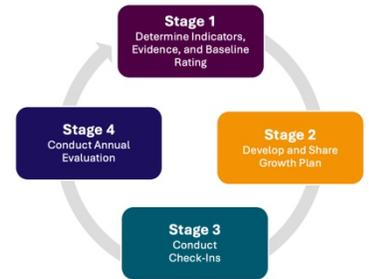 Stage 1
Determine Indicators,
Evidence, and Baseline
Rating
Stage 2
Develop and Share
Growth Plan
Stage 3
Conduct
Check-Ins
Stage 4
Conduct Annual
Evaluation